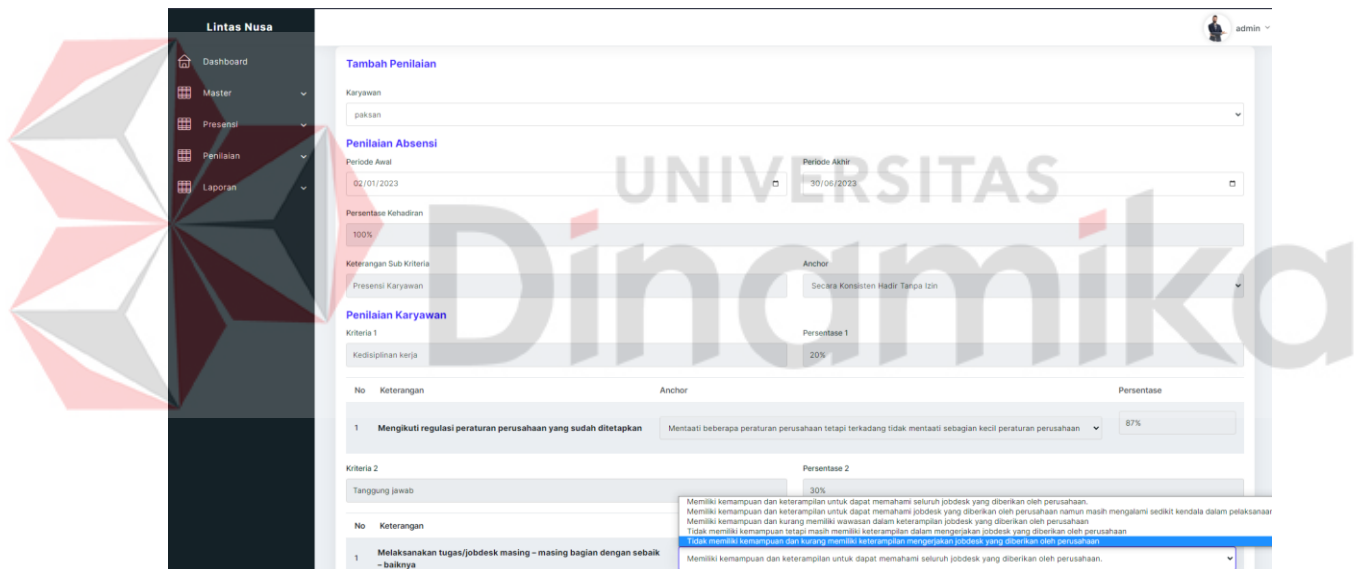 Lintas Nusa
admin
Dashboard
Master
Presensi
Penilaian
Laporan
Tambah Penilaian
Karyawan
paksan
Penilaian Absensi
Periode Awal Periode Akhir
02/01/2023 30/06/2023
Persentase Kehadiran
100%
Keterangan Sub Kriteria Anchor
Presensi Karyawan Secara Konsisten Hadir Tanpa Izin
Penilaian Karyawan
Kriteria 1 Persentase 1
Kedisiplinan kerja 20%
No Keterangan Anchor Persentase
1 Mengikuti regulasi peraturan perusahaan yang sudah ditetapkan Mentaati beberapa peraturan perusahaan tetapi terkadang tidak mentaati sebagian kecil peraturan perusahaan 87%
Kriteria 2 Persentase 2
Tanggung jawab 30%
Memiliki kemampuan dan keterampilan untuk dapat memahami seluruh jobdesk yang diberikan oleh perusahaan.
Memiliki kemampuan dan keterampilan untuk dapat memahami jobdesk yang diberikan oleh perusahaan namun masih mengalami sedikit kendala dalam pelaksanaan
Memiliki kemampuan dan kurang memiliki wawasan dalam keterampilan jobdesk yang diberikan oleh perusahaan
Tidak memiliki kemampuan tetapi masih memiliki keterampilan dalam mengerjakan jobdesk yang diberikan oleh perusahaan
Tidak memiliki kemampuan dan kurang memiliki keterampilan mengerjakan jobdesk yang diberikan oleh perusahaan
No Keterangan
1 Melaksanakan tugas/jobdesk masing – masing bagian dengan sebaik
– baiknya
Memiliki kemampuan dan keterampilan untuk dapat memahami seluruh jobdesk yang diberikan oleh perusahaan.
UNIVERSITAS
Dinamika